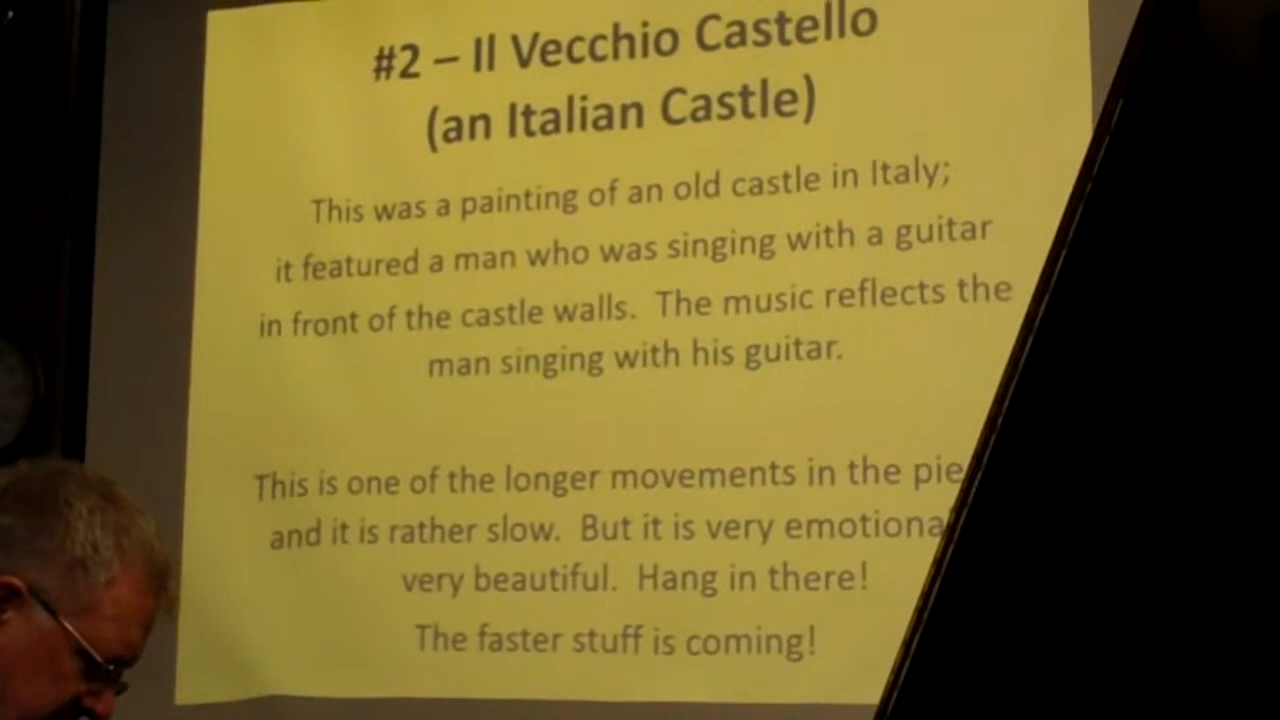 #2 – Il Vecchio Castello
(an Italian Castle)
This was a painting of an old castle in Italy;
it featured a man who was singing with a guitar
in front of the castle walls. The music reflects the
man singing with his guitar.
This is one of the longer movements in the
and it is rather slow. But it is very
very beautiful. Hang in there!
The faster stuff is coming!